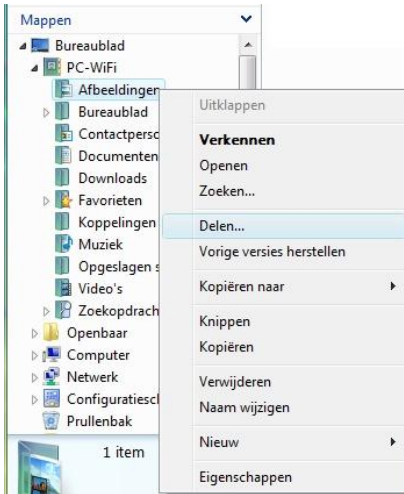 Mappen
Bureaublad
PC-WiFi
Afbeeldingen
Bureaublad
Contactperso
Documenten
Downloads
Favorieten
Koppelingen
Muziek
Opgeslagen s
Video's
Zoekopdrach
Openbaar
Computer
Netwerk
Configuratiescl
Prullenbak
1 item
Uitklappen
Verkennen
Openen
Zoeken...
Delen...
Vorige versies herstellen
Kopiëren naar
Knippen
Kopiëren
Verwijderen
Naam wijzigen
Nieuw
Eigenschappen